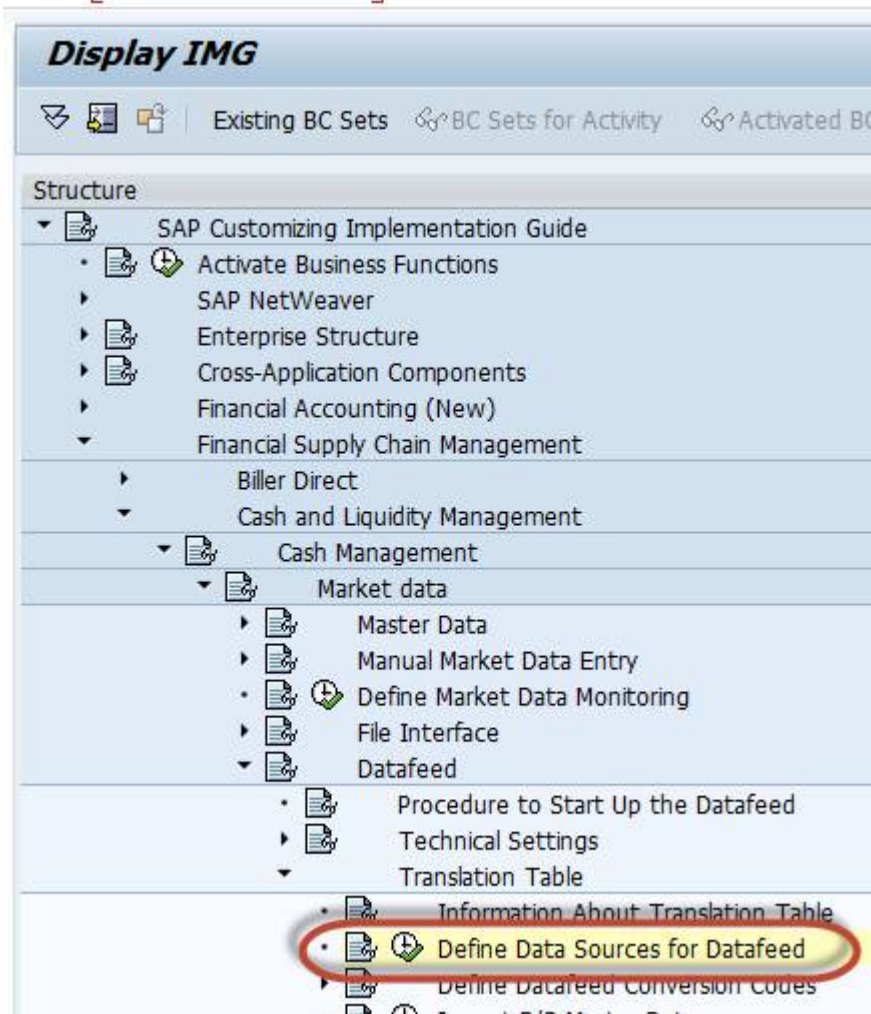 Display IMG
Existing BC Sets BC Sets for Activity Activated BC
Structure
SAP Customizing Implementation Guide
Activate Business Functions
SAP NetWeaver
Enterprise Structure
Cross-Application Components
Financial Accounting (New)
Financial Supply Chain Management
Biller Direct
Cash and Liquidity Management
Cash Management
Market data
Master Data
Manual Market Data Entry
Define Market Data Monitoring
File Interface
Datafeed
Procedure to Start Up the Datafeed
Technical Settings
Translation Table
Information About Translation Table
Define Data Sources for Datafeed
Define Datafeed Conversion Codes